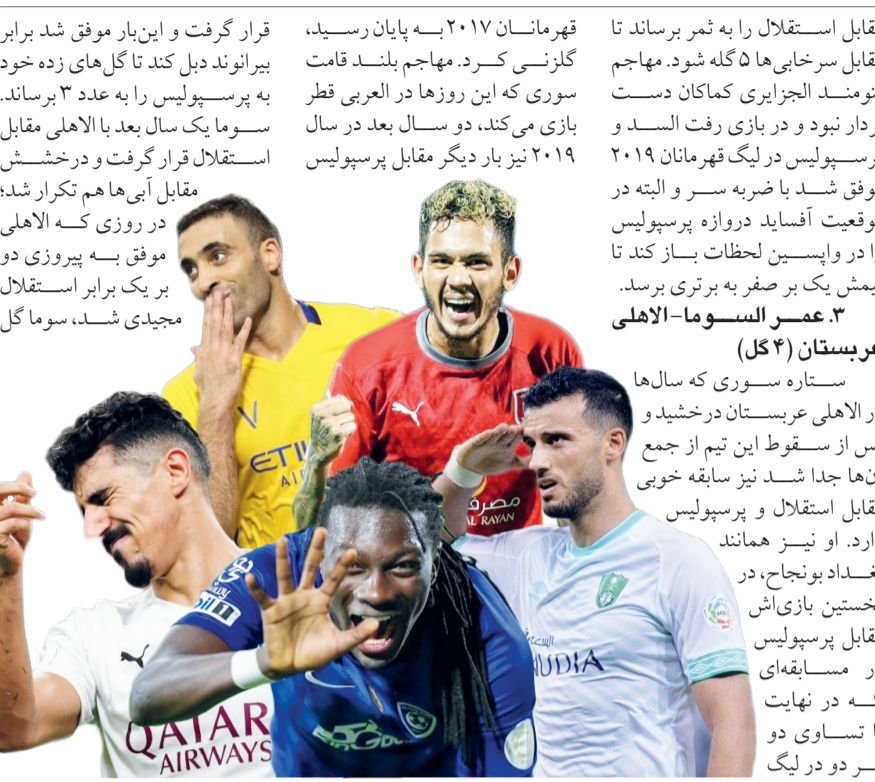 مقابل استقلال را به ثمر برساند تا
مقابل سرخابی‌ها ۵ گله شود. مهاجم
تنومند الجزایری کماکان دست
بردار نبود و در بازی رفت السد و
پرسپولیس در لیگ قهرمانان ۲۰۱۹
موفق شد با ضربه سر و البته در
موقعیت آفساید دروازه پرسپولیس
را در واپسین لحظات باز کند تا
تیمش یک بر صفر به برتری برسد.
۳. عمر السوما-الاهلی
عربستان (۴ گل)
ستاره سوری که سال‌ها
در الاهلی عربستان درخشید و
پس از سقوط این تیم از جمع
آن‌ها جدا شد نیز سابقه خوبی
مقابل استقلال و پرسپولیس
دارد. او نیز همانند
بغداد بونجاح، در
نخستین بازی‌اش
مقابل پرسپولیس
در مسابقه‌ای
که در نهایت
با تساوی دو
بر دو در لیگ
قهرمانان ۲۰۱۷ به پایان رسید،
گلزنی کرد. مهاجم بلند قامت
سوری که این روزها در العربی قطر
بازی می‌کند، دو سال بعد در سال
۲۰۱۹ نیز بار دیگر مقابل پرسپولیس
قرار گرفت و این‌بار موفق شد برابر
بیرانوند دبل کند تا گل‌های زده خود
به پرسپولیس را به عدد ۳ برساند.
سوما یک سال بعد با الاهلی مقابل
استقلال قرار گرفت و درخشش
مقابل آبی‌ها هم تکرار شد؛
در روزی که الاهلی
موفق به پیروزی دو
بر یک برابر استقلال
مجیدی شد، سوما گل
ETI
AI
مصرف
AL RAYAN
السعـ
UDIA
QATAR
AIRWAYS